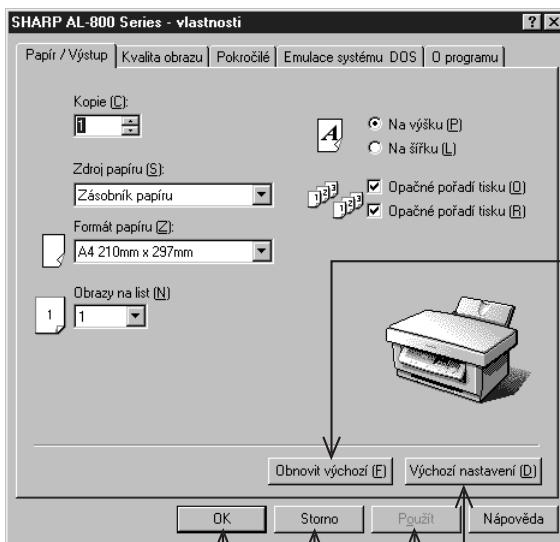 SHARP AL-800 Series - vlastnosti
Papír / Výstup Kvalita obrazu Pokročilé Emulace systému DOS O programu
Kopie (C):
1
Na výšku (P)
Na šířku (L)
Zdroj papíru (S):
Zásobník papíru
Opačné pořadí tisku (O)
Opačné pořadí tisku (R)
Formát papíru (Z):
A4 210mm x 297mm
Obrazy na list (N)
1
Obnovit výchozí (F) Výchozí nastavení (D)
OK Storno Použít Nápověda